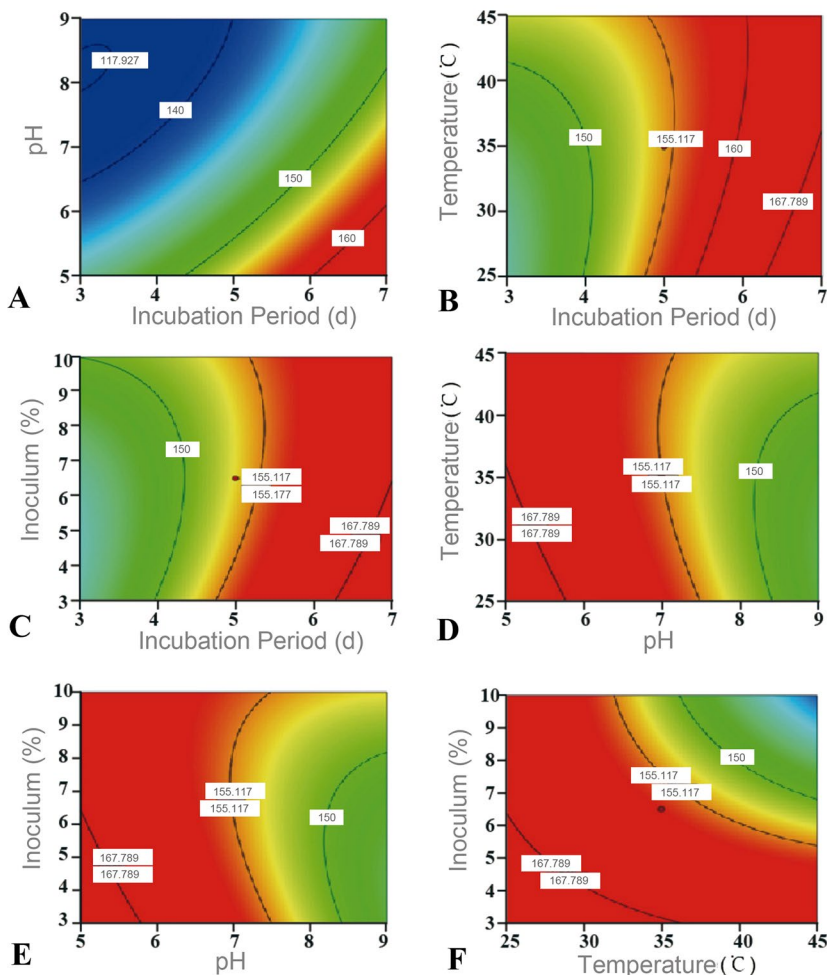 9
8
7
6
5
pH
117.927
140
150
160
3 4 5 6 7
Incubation Period (d)
A
45
40
35
30
25
Temperature (℃)
150
155.117
160
167.789
3 4 5 6 7
Incubation Period (d)
B
10
9
8
7
6
5
4
3
Inoculum (%)
150
155.117
155.177
167.789
167.789
3 4 5 6 7
Incubation Period (d)
C
45
40
35
30
25
Temperature (℃)
155.117
155.117
150
167.789
167.789
5 6 7 8 9
pH
D
10
9
8
7
6
5
4
3
Inoculum (%)
155.117
155.117
150
167.789
167.789
5 6 7 8 9
pH
E
10
9
8
7
6
5
4
3
Inoculum (%)
150
155.117
155.117
167.789
167.789
25 30 35 40 45
Temperature (℃)
F